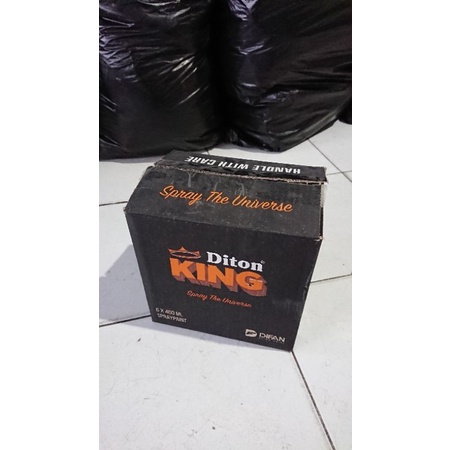 HANDLE WITH CARE
Spray The Universe
Diton®
KING
Spray The Universe
6 X 400 ML
SPRAYPAINT
DIFAN